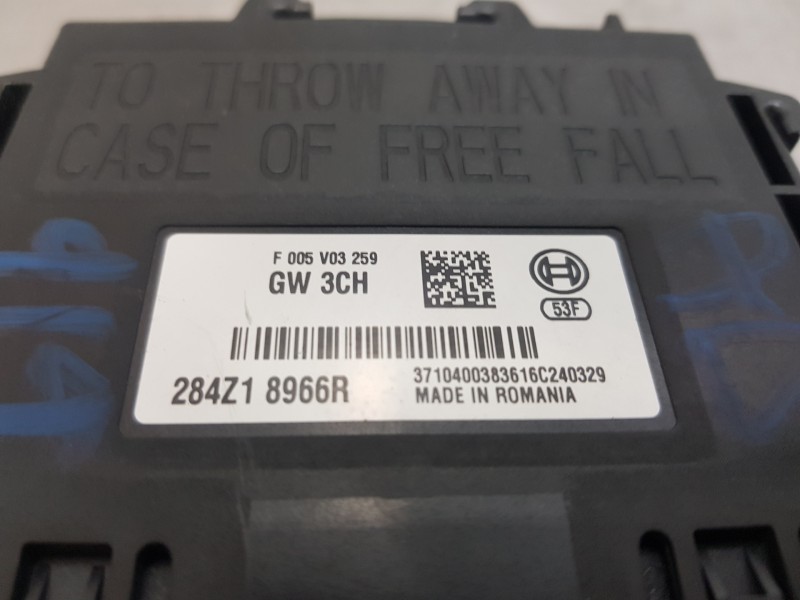 TO THROW AWAY IN
CASE OF FREE FALL
F 005 V03 259
GW 3CH
53F
284Z1 8966R
3710400383616C240329
MADE IN ROMANIA